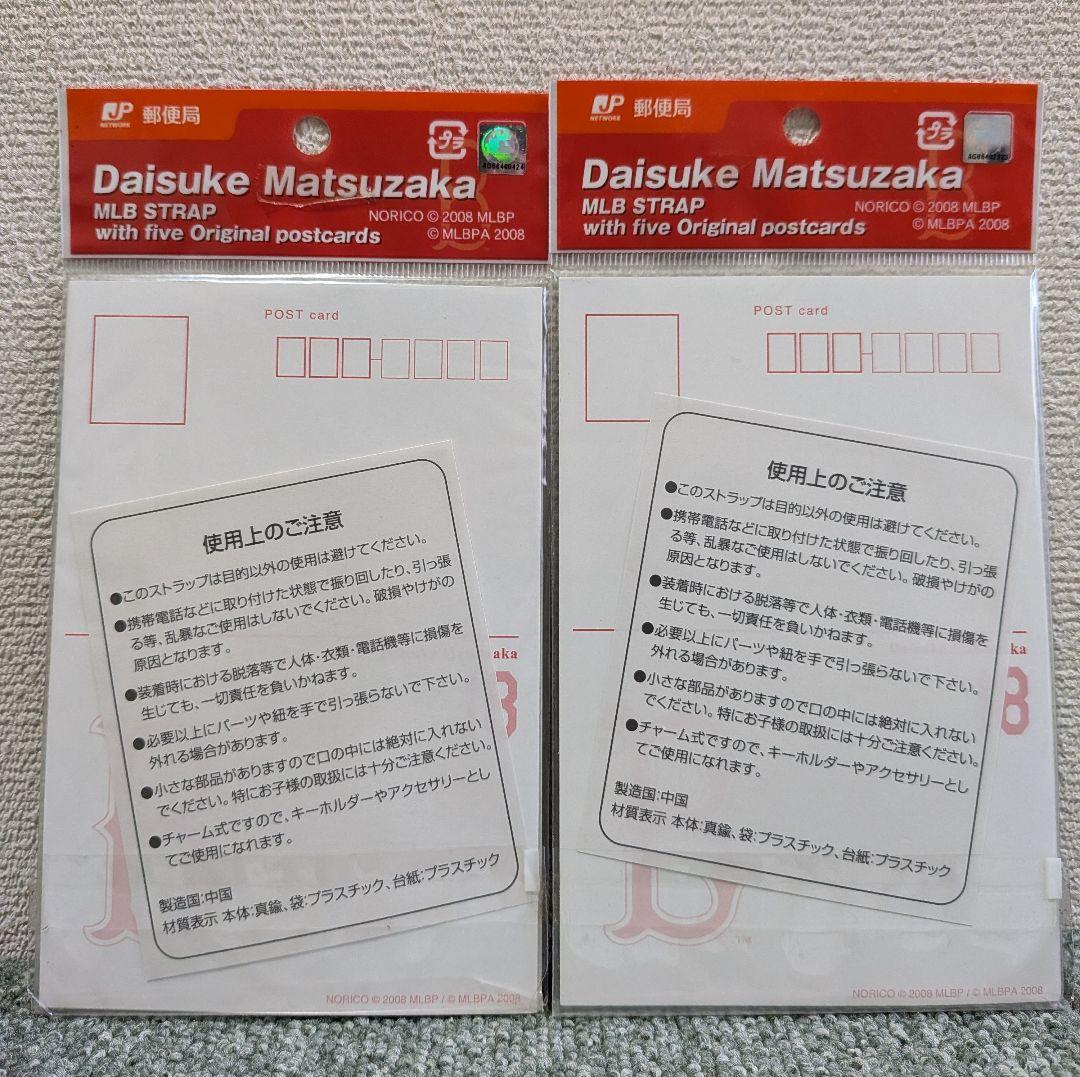 JP 郵便局
NETWORK
プラ
Daisuke Matsuzaka
MLB STRAP
NORICO © 2008 MLBP
with five Original postcards
© MLBPA 2008
POST card
使用上のご注意
●このストラップは目的以外の使用は避けてください。
●携帯電話などに取り付けた状態で振り回したり、引っ張
る等、乱暴なご使用はしないでください。破損やけがの
原因となります。
●装着時における脱落等で人体・衣類・電話機等に損傷を
生じても、一切責任を負いかねます。
●必要以上にパーツや紐を手で引っ張らないで下さい。
外れる場合があります。
●小さな部品がありますので口の中には絶対に入れない
でください。特にお子様の取扱には十分ご注意ください。
●チャーム式ですので、キーホルダーやアクセサリーとし
てご使用になれます。
製造国:中国
材質表示 本体:真鍮、袋:プラスチック、台紙:プラスチック
aka
NORICO © 2008 MLBP / © MLBPA 2008
JP 郵便局
NETWORK
プラ
Daisuke Matsuzaka
MLB STRAP
NORICO © 2008 MLBP
with five Original postcards
© MLBPA 2008
POST card
使用上のご注意
●このストラップは目的以外の使用は避けてください。
●携帯電話などに取り付けた状態で振り回したり、引っ張
る等、乱暴なご使用はしないでください。破損やけがの
原因となります。
●装着時における脱落等で人体・衣類・電話機等に損傷を
生じても、一切責任を負いかねます。
●必要以上にパーツや紐を手で引っ張らないで下さい。
外れる場合があります。
●小さな部品がありますので口の中には絶対に入れない
でください。特にお子様の取扱には十分ご注意ください。
●チャーム式ですので、キーホルダーやアクセサリーとし
てご使用になれます。
製造国:中国
材質表示 本体:真鍮、袋:プラスチック、台紙:プラスチック
aka
8
B
TM
NORICO © 2008 MLBP / © MLBPA 2008